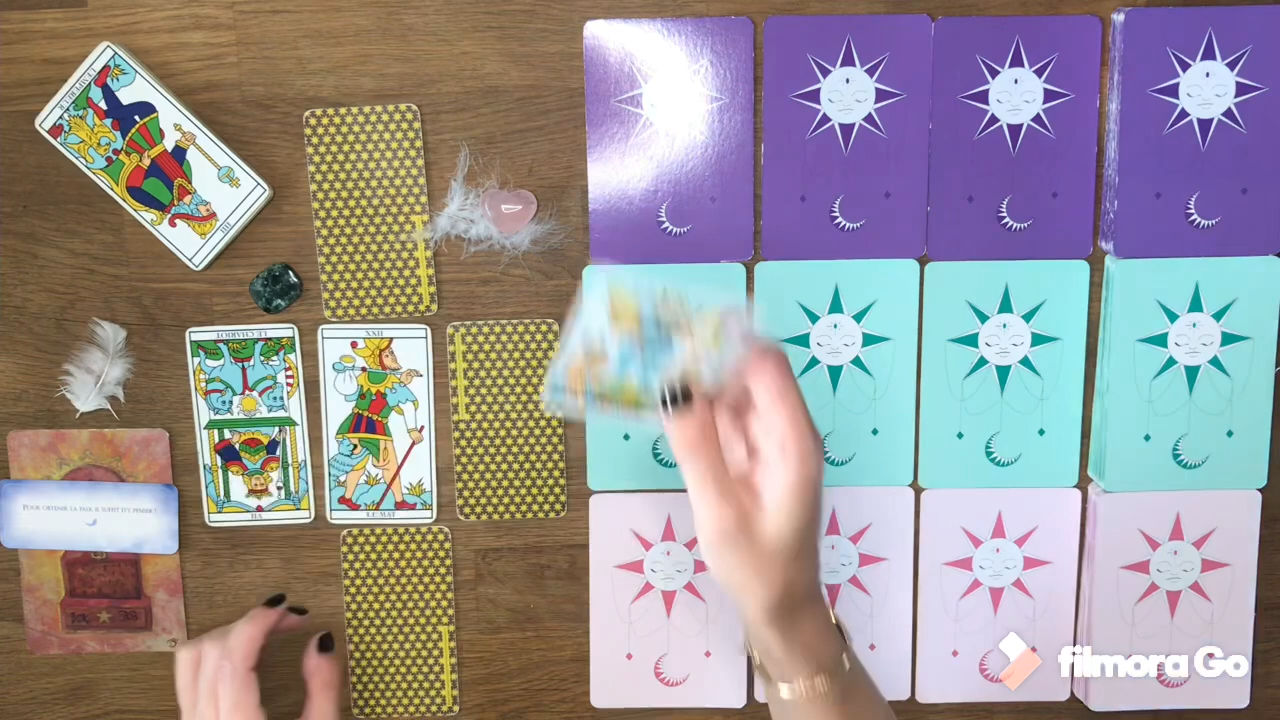 L'EMPEREUR
IIII
LE CHARIOT
VII
XXII
LE MAT
POUR OBTENIR LA PAIX IL SUFFIT D'Y PENSER !
filmora Go